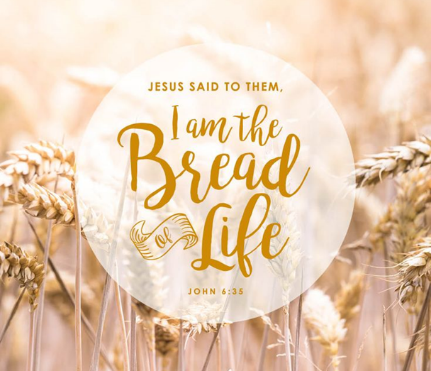 JESUS SAID TO THEM,
I am the
Bread
of Life
JOHN 6:35